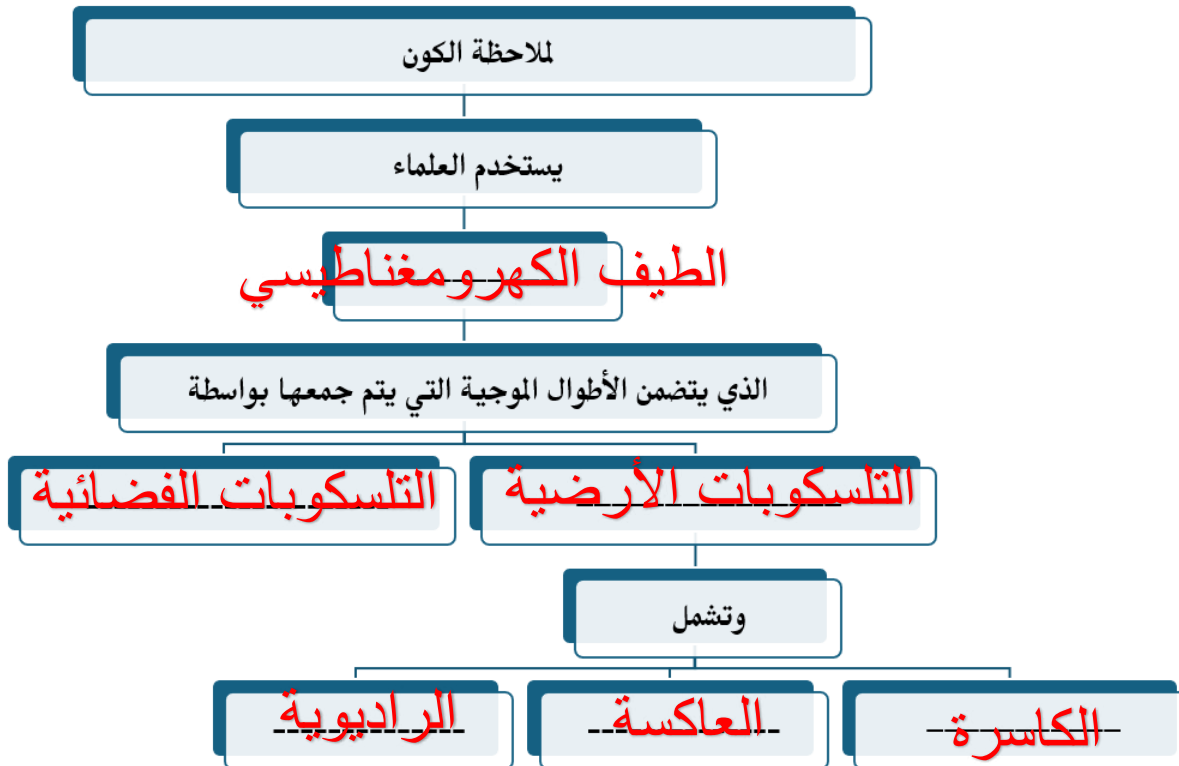 لملاحظة الكون
يستخدم العلماء
الطيف الكهرومغناطيسي
الذي يتضمن الأطوال الموجية التي يتم جمعها بواسطة
التلسكوبات الأرضية
التلسكوبات الفضائية
وتشمل
الكاسرة
العاكسة
الراديوية